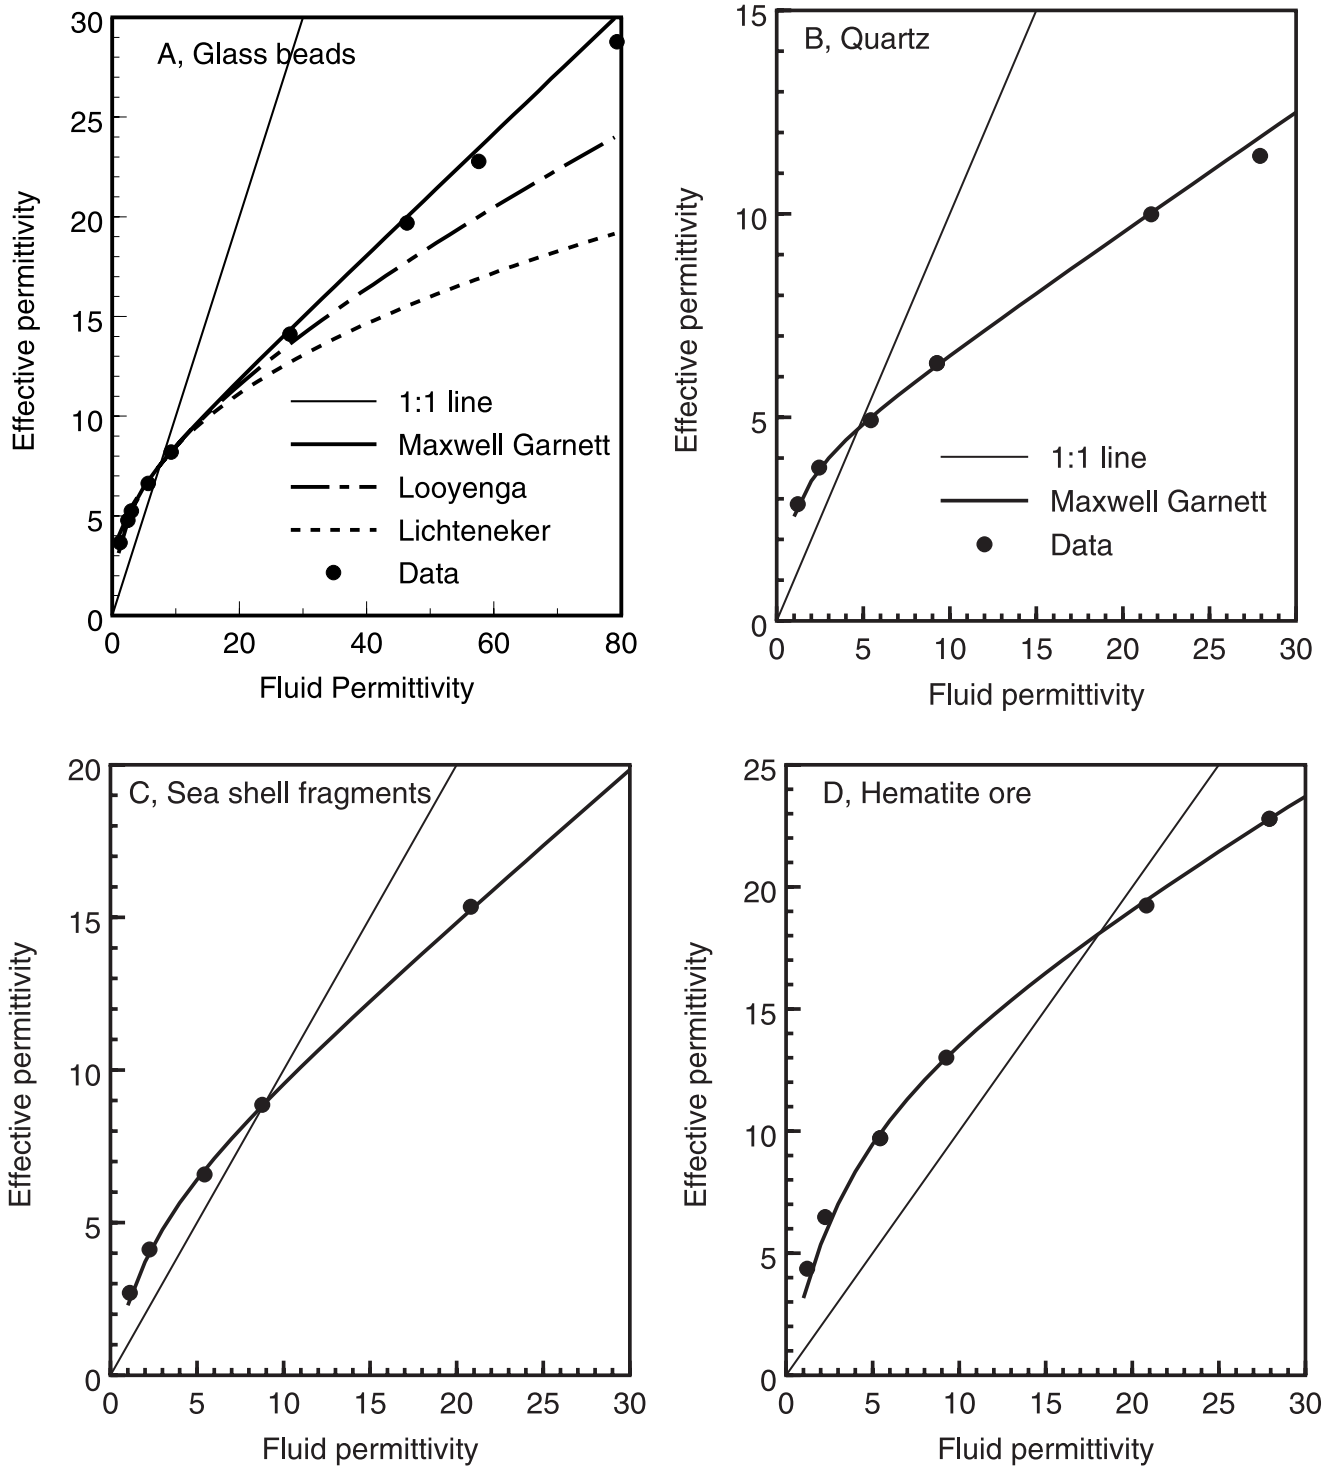 A, Glass beads
30
25
20
15
10
5
0
0 20 40 60 80
Effective permittivity
Fluid Permittivity
1:1 line
Maxwell Garnett
Looyenga
Lichteneker
Data
B, Quartz
15
10
5
0
0 5 10 15 20 25 30
Effective permittivity
Fluid permittivity
1:1 line
Maxwell Garnett
Data
C, Sea shell fragments
20
15
10
5
0
0 5 10 15 20 25 30
Effective permittivity
Fluid permittivity
D, Hematite ore
25
20
15
10
5
0
0 5 10 15 20 25 30
Effective permittivity
Fluid permittivity